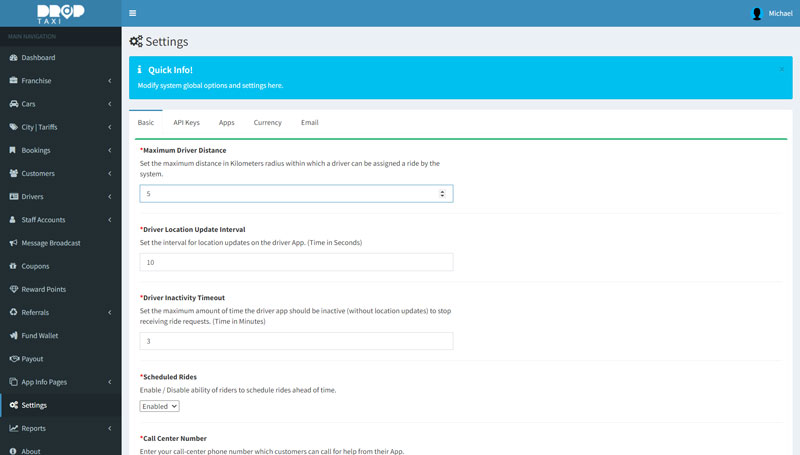 DROP
TAXI
Michael
MAIN NAVIGATION
Dashboard
Franchise
Cars
City | Tariffs
Bookings
Customers
Drivers
Staff Accounts
Message Broadcast
Coupons
Reward Points
Referrals
Fund Wallet
Payout
App Info Pages
Settings
Reports
About
Settings
Quick Info!
×
Modify system global options and settings here.
Basic API Keys Apps Currency Email
*Maximum Driver Distance
Set the maximum distance in Kilometers radius within which a driver can be assigned a ride by the
system.
5
*Driver Location Update Interval
Set the interval for location updates on the driver App. (Time in Seconds)
10
*Driver Inactivity Timeout
Set the maximum amount of time the driver app should be inactive (without location updates) to stop
receiving ride requests. (Time in Minutes)
3
*Scheduled Rides
Enable / Disable ability of riders to schedule rides ahead of time.
Enabled
*Call Center Number
Enter your call-center phone number which customers can call for help from their App.